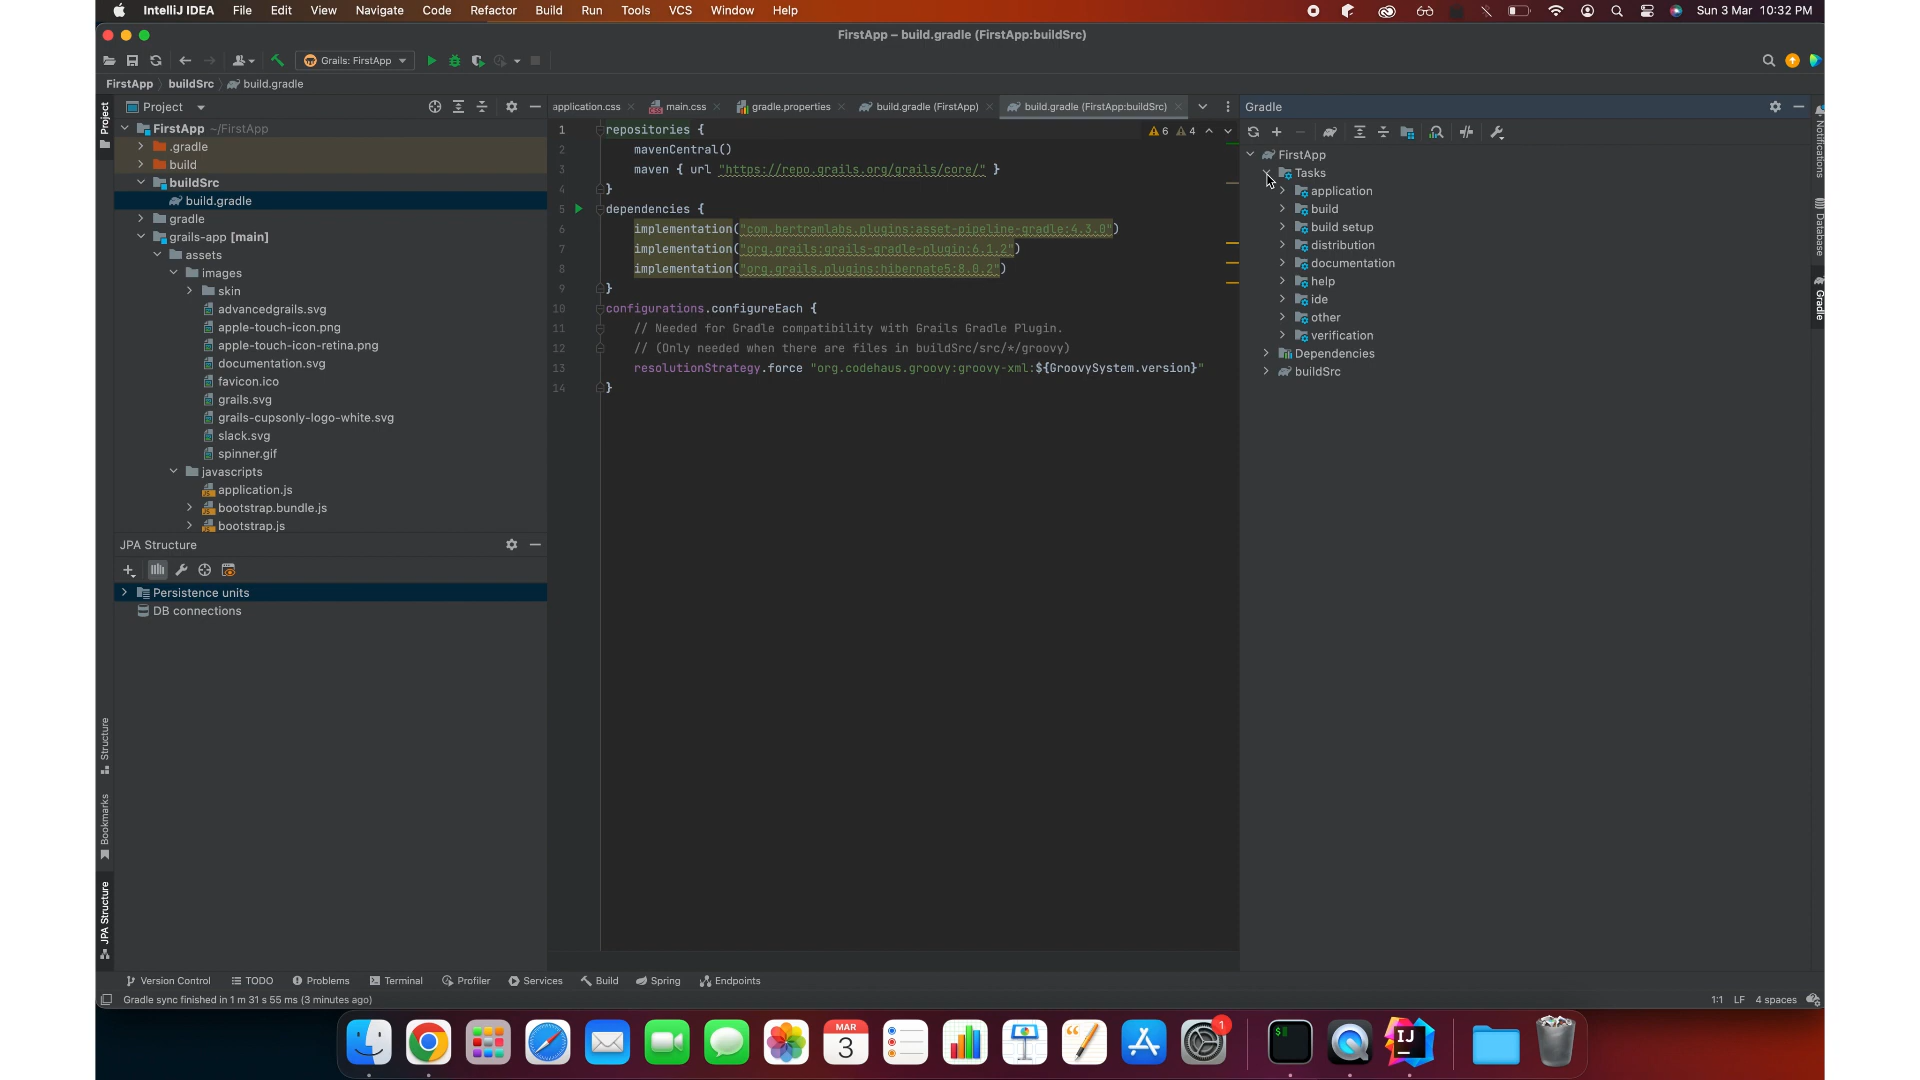 IntelliJ IDEA File Edit View Navigate Code Refactor Build Run Tools VCS Window Help Sun 3 Mar 10:32 PM
FirstApp – build.gradle (FirstApp:buildSrc)
Grails: FirstApp
FirstApp buildSrc build.gradle
Project
Project
application.css main.css gradle.properties build.gradle (FirstApp) build.gradle (FirstApp:buildSrc)
Gradle
FirstApp ~/FirstApp
.gradle
build
buildSrc
build.gradle
gradle
grails-app [main]
assets
images
skin
advancedgrails.svg
apple-touch-icon.png
apple-touch-icon-retina.png
documentation.svg
favicon.ico
grails.svg
grails-cupsonly-logo-white.svg
slack.svg
spinner.gif
javascripts
application.js
bootstrap.bundle.js
bootstrap.js
JPA Structure
Persistence units
DB connections
Structure
Bookmarks
JPA Structure
6 4
1 repositories {
2 mavenCentral()
3 maven { url "https://repo.grails.org/grails/core/" }
4 }
5 dependencies {
6 implementation("com.bertramlabs.plugins:asset-pipeline-gradle:4.3.0")
7 implementation("org.grails:grails-gradle-plugin:6.1.2")
8 implementation("org.grails.plugins:hibernate5:8.0.2")
9 }
10 configurations.configureEach {
11 // Needed for Gradle compatibility with Grails Gradle Plugin.
12 // (Only needed when there are files in buildSrc/src/*/groovy)
13 resolutionStrategy.force "org.codehaus.groovy:groovy-xml:${GroovySystem.version}"
14 }
FirstApp
Tasks
application
build
build setup
distribution
documentation
help
ide
other
verification
Dependencies
buildSrc
Notifications
Database
Gradle
Version Control TODO Problems Terminal Profiler Services Build Spring Endpoints
Gradle sync finished in 1 m 31 s 55 ms (3 minutes ago)
1:1 LF 4 spaces
MAR
3
1
$
IJ